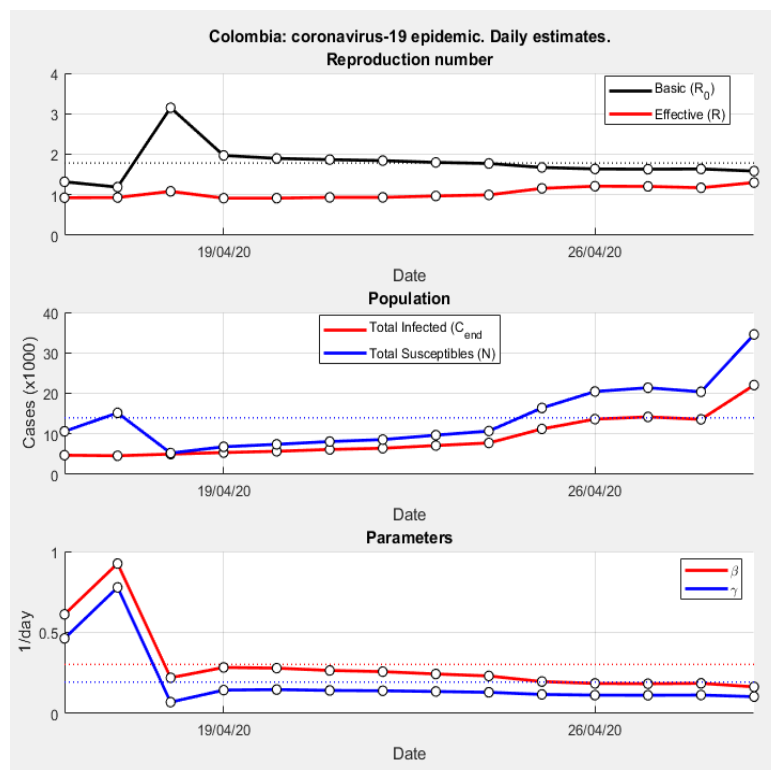 Colombia: coronavirus-19 epidemic. Daily estimates.
Reproduction number
4
3
2
1
0
Basic (R0)
Effective (R)
19/04/20
26/04/20
Date
Population
Cases (x1000)
40
30
20
10
0
Total Infected (Cend
Total Susceptibles (N)
19/04/20
26/04/20
Date
Parameters
1/day
1
0.5
0
β
γ
19/04/20
26/04/20
Date